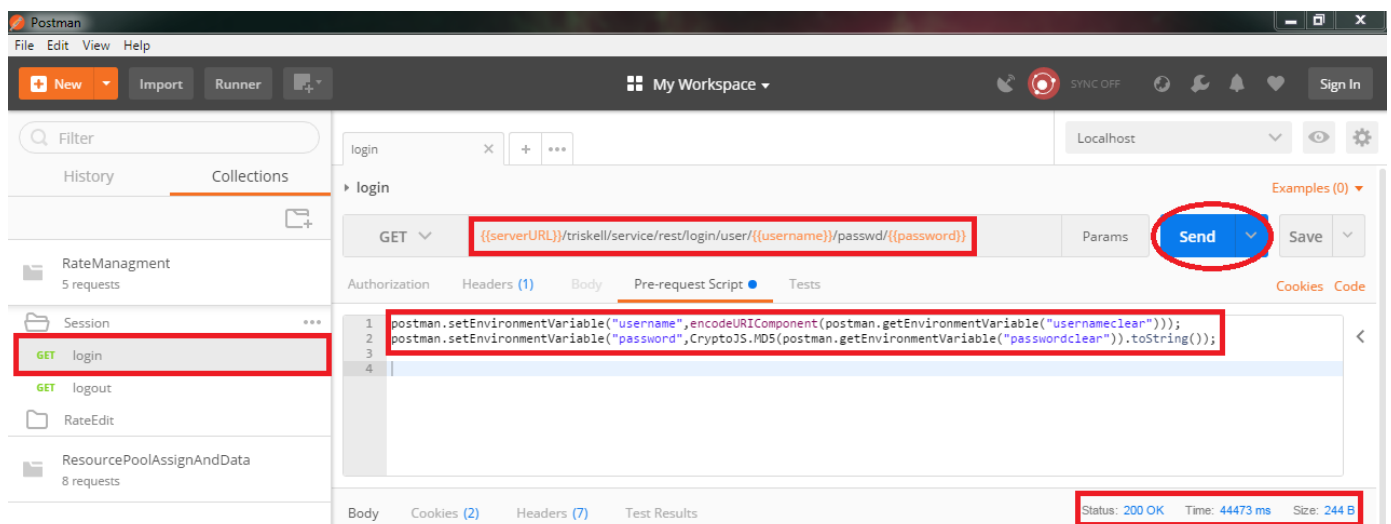 Postman
File Edit View Help
New Import Runner My Workspace SYNC OFF Sign In
Filter
History Collections
RateManagment
5 requests
Session
GET login
GET logout
RateEdit
ResourcePoolAssignAndData
8 requests
login
Localhost
login Examples (0)
GET {{serverURL}}/triskell/service/rest/login/user/{{username}}/passwd/{{password}} Params Send Save
Authorization Headers (1) Body Pre-request Script Tests Cookies Code
1 postman.setEnvironmentVariable("username",encodeURIComponent(postman.getEnvironmentVariable("usernameclear")));
2 postman.setEnvironmentVariable("password",CryptoJS.MD5(postman.getEnvironmentVariable("passwordclear")).toString());
3
4
Body Cookies (2) Headers (7) Test Results Status: 200 OK Time: 44473 ms Size: 244 B